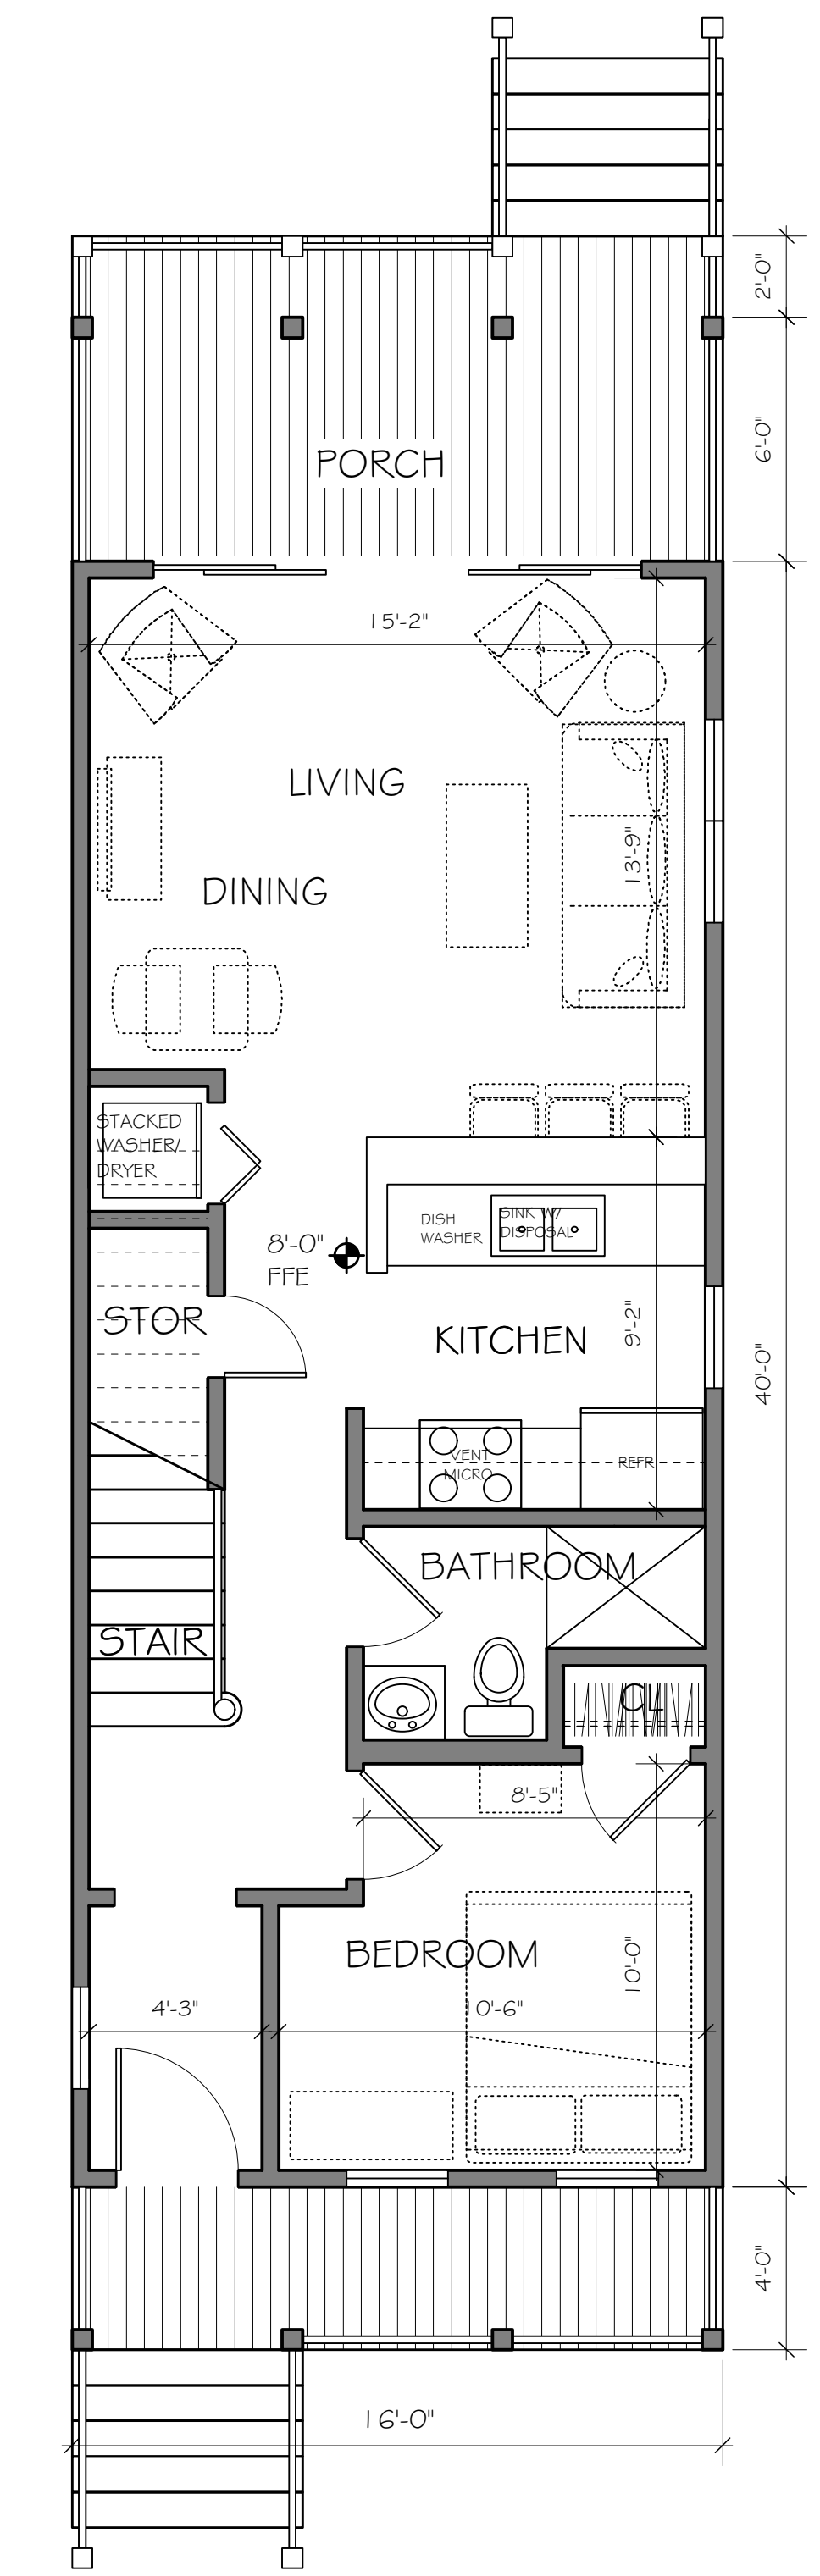 2'-0"
6'-0"
PORCH
15'-2"
LIVING
13'-9"
DINING
STACKED
WASHER/
DRYER
DISH
WASHER
SINK W/
DISPOSAL
8'-0"
FFE
STOR
KITCHEN
9'-2"
40'-0"
VENT
MICRO
REFR
BATHROOM
STAIR
CL
8'-5"
BEDROOM
10'-0"
4'-3"
10'-6"
4'-0"
16'-0"